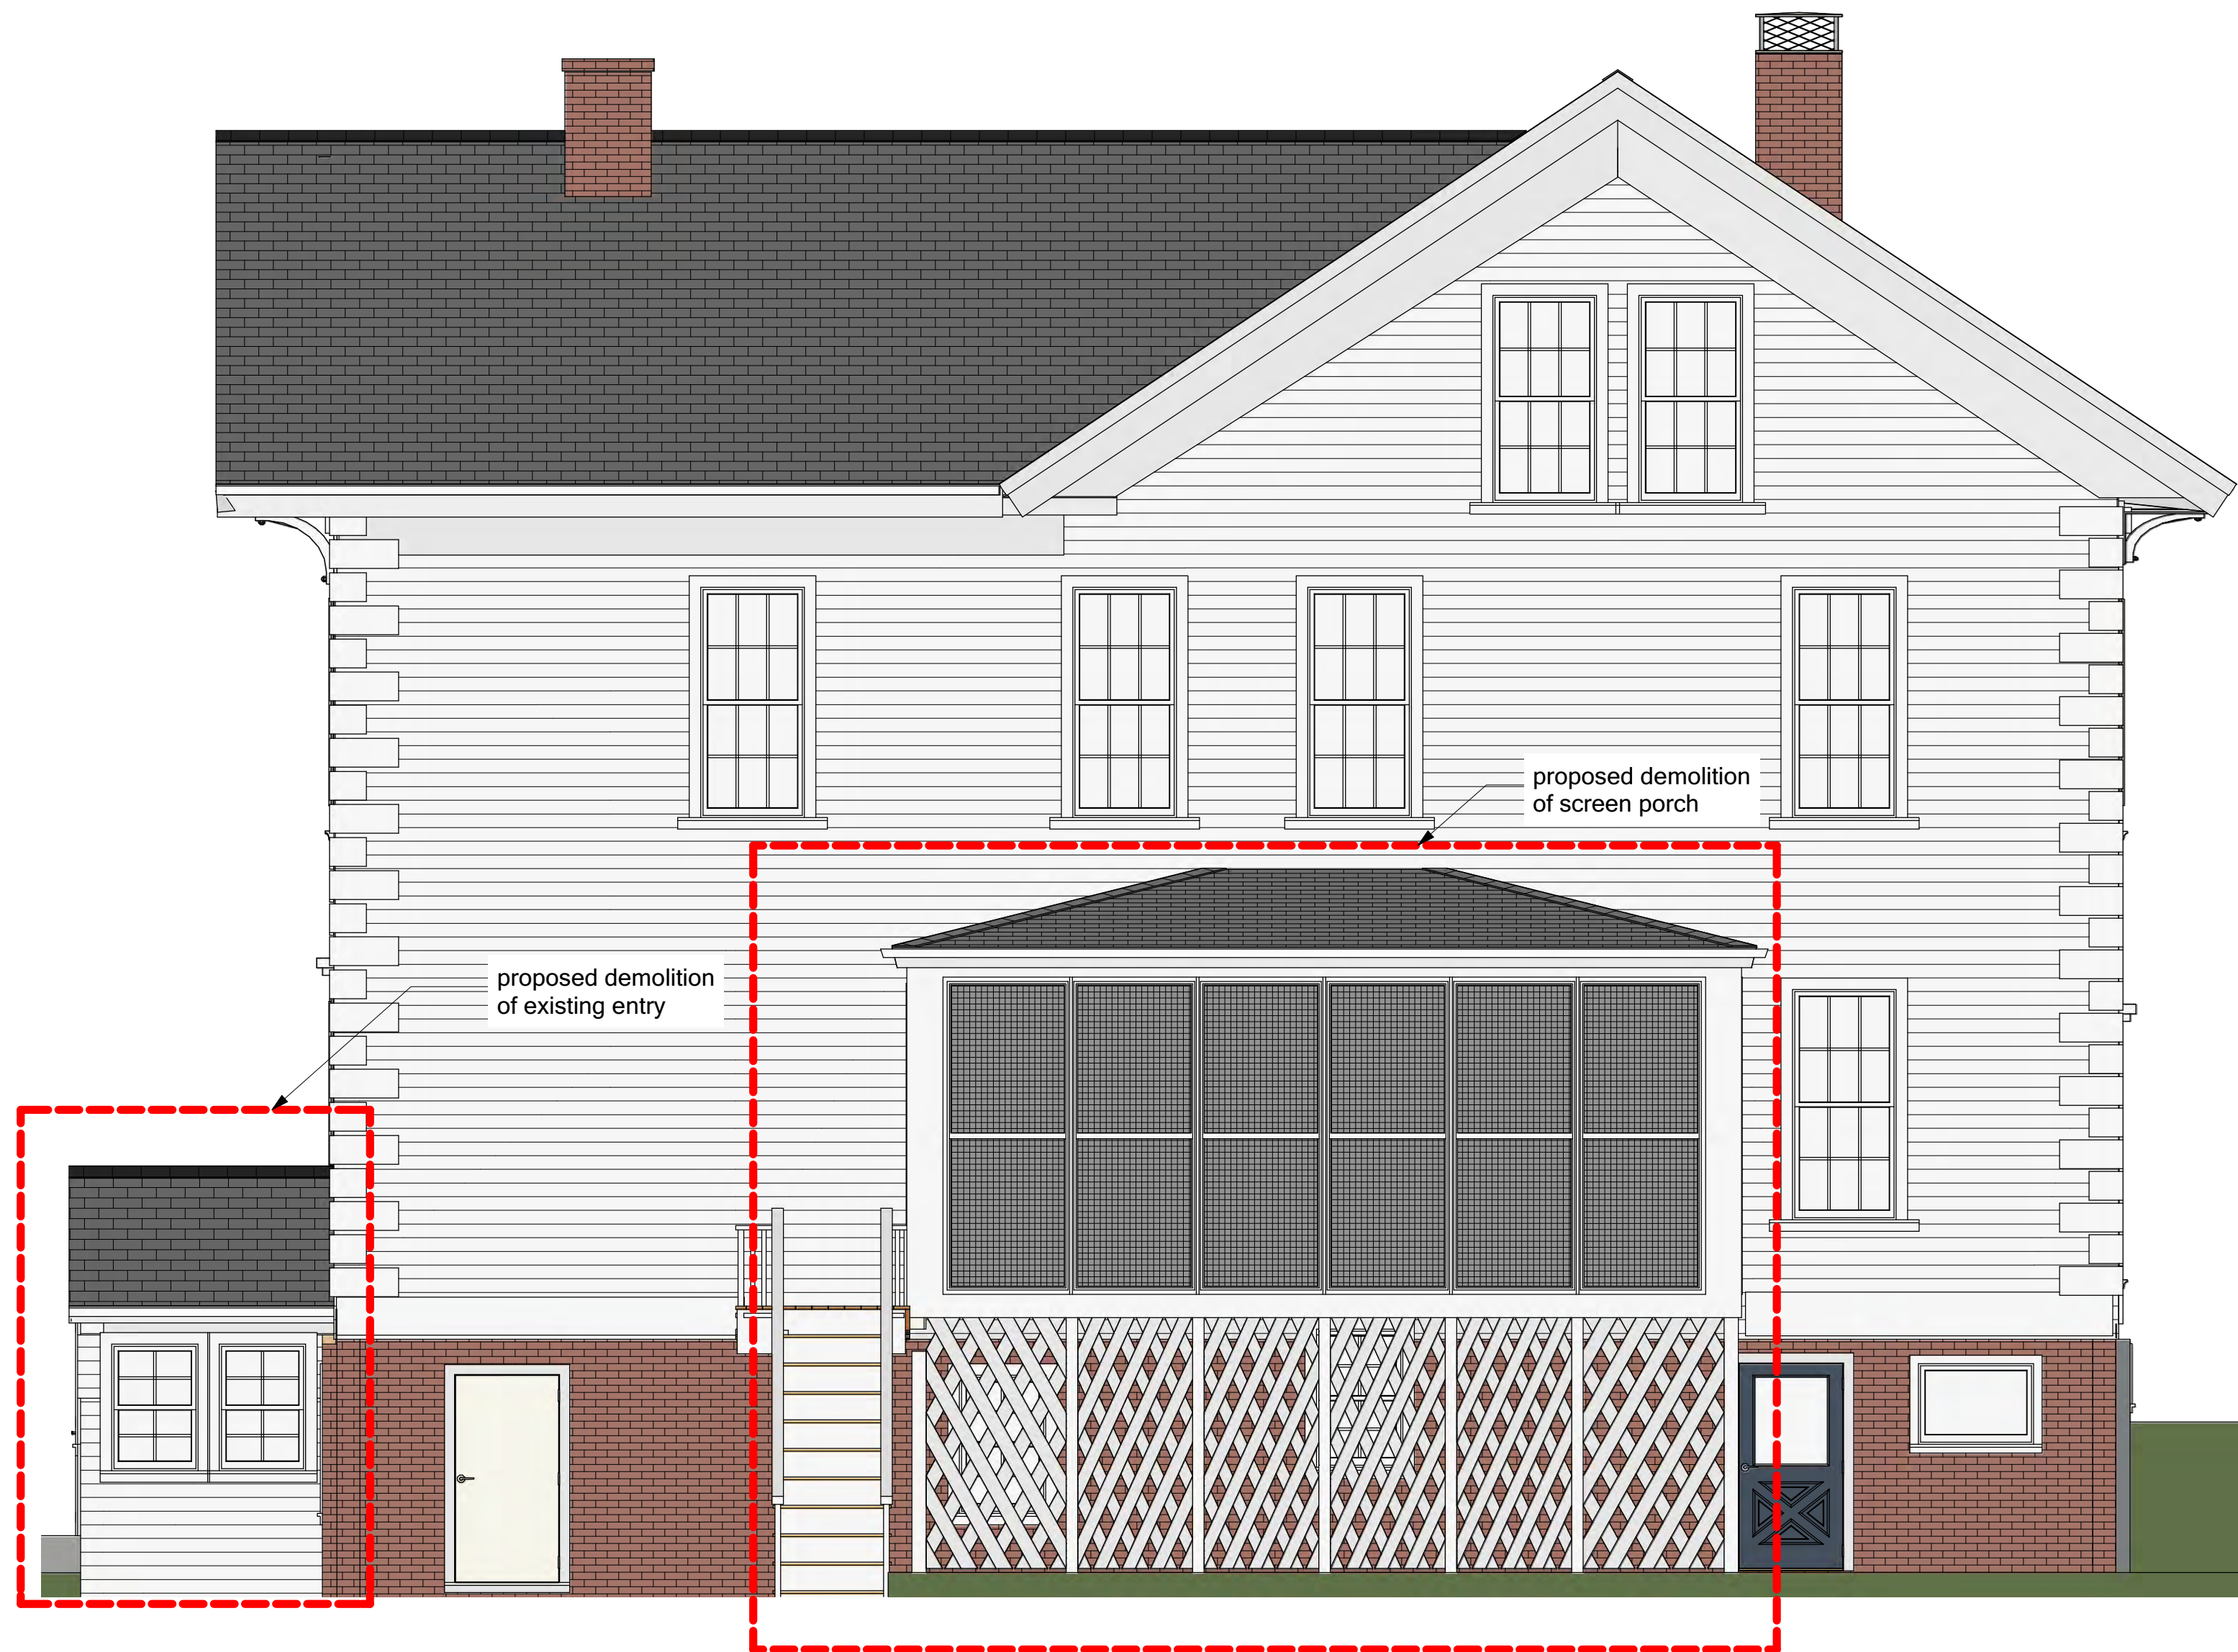 proposed demolition
of screen porch
proposed demolition
of existing entry